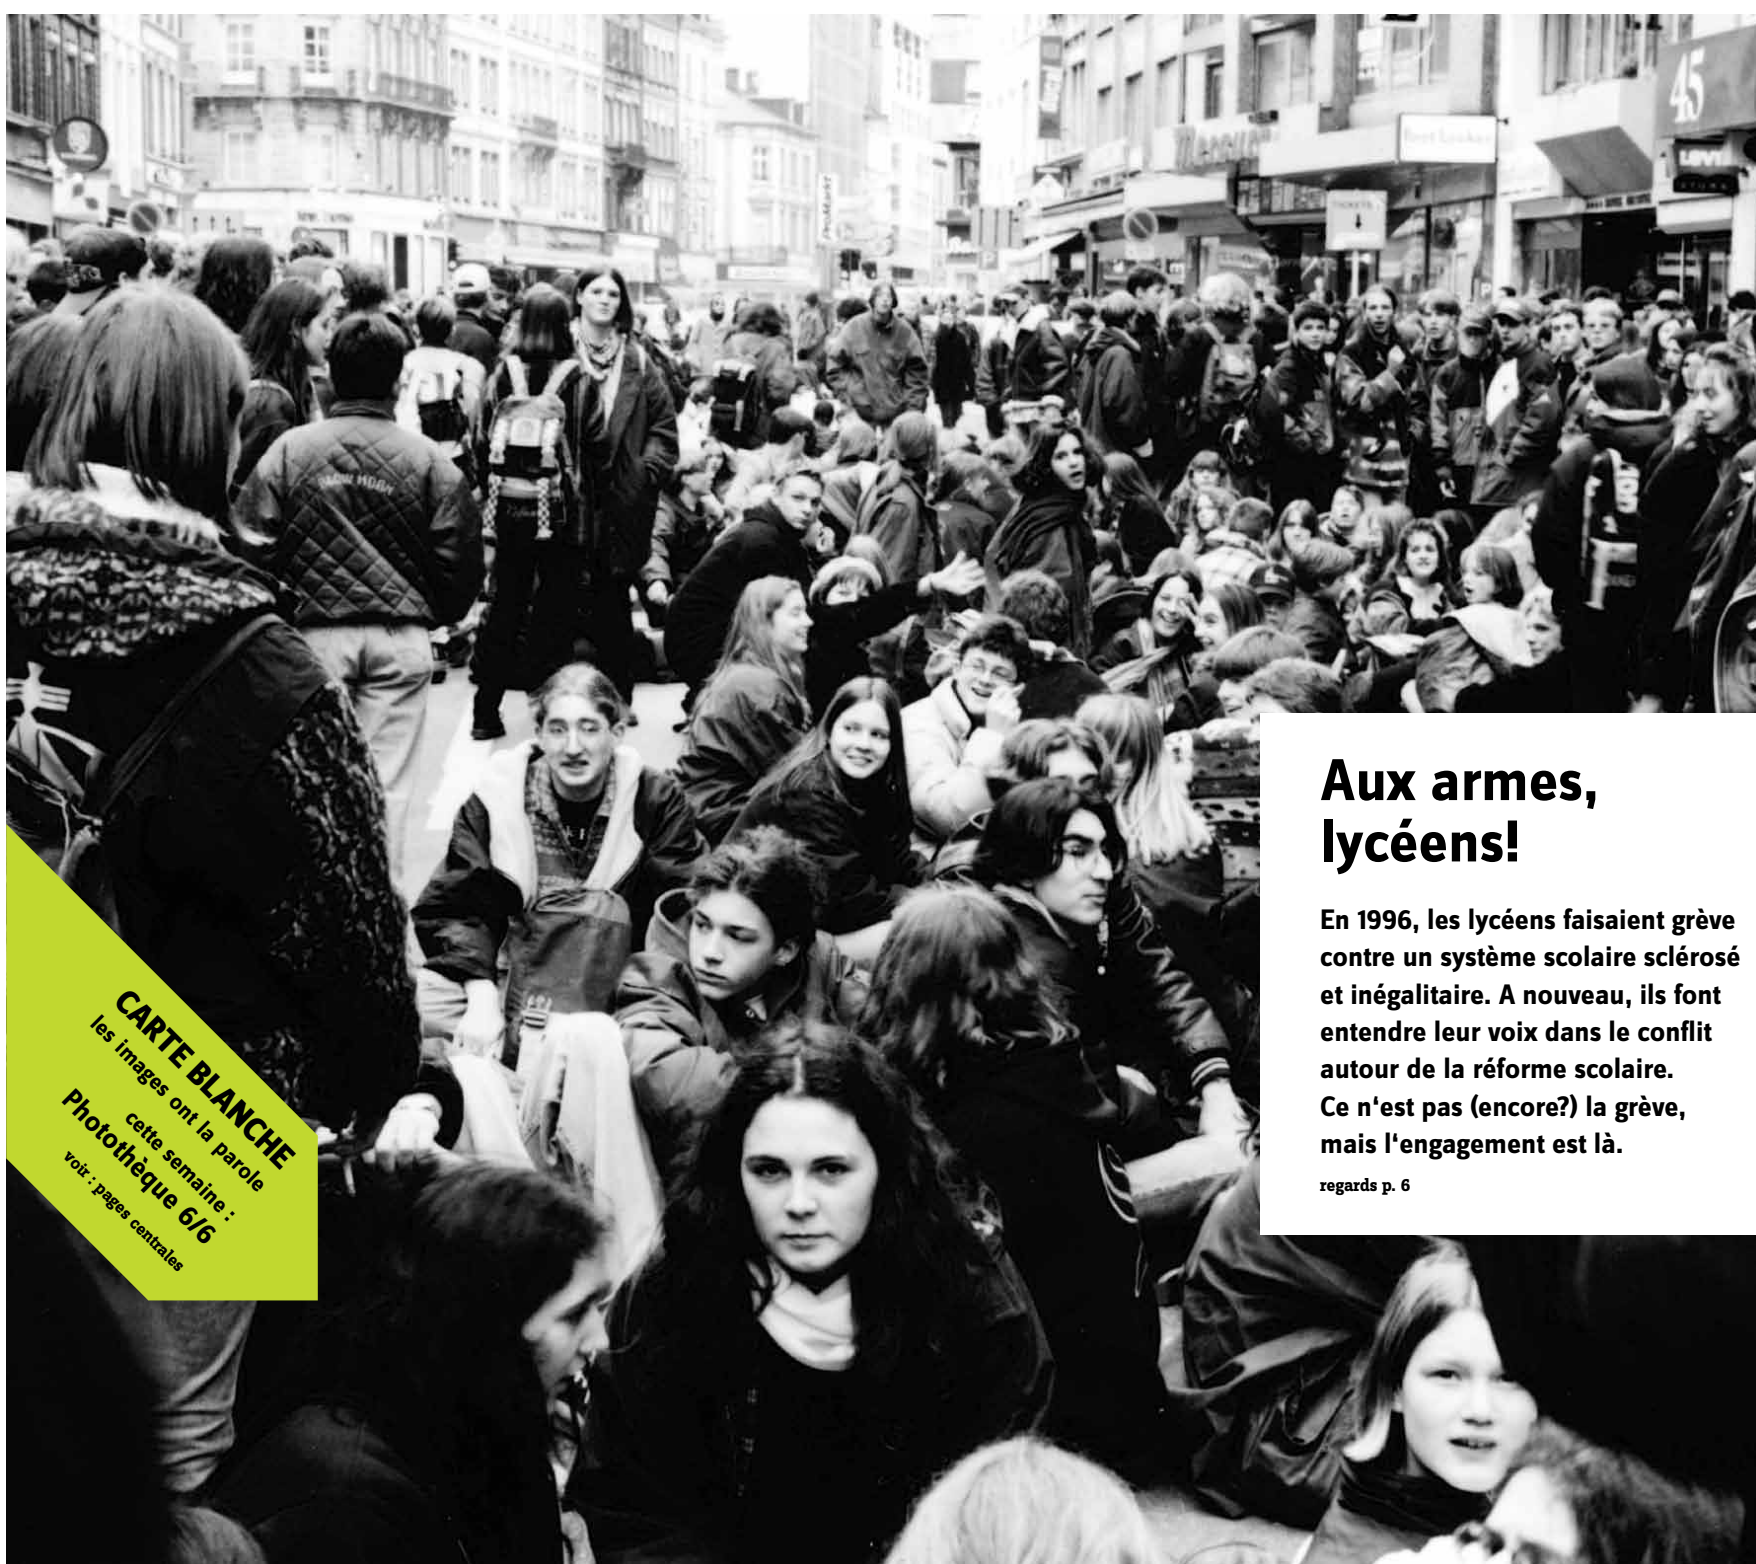 45
Mercure
LEVI'S
STORE
Aux armes,
lycéens!
En 1996, les lycéens faisaient grève
contre un système scolaire sclérosé
et inégalitaire. A nouveau, ils font
entendre leur voix dans le conflit
autour de la réforme scolaire.
Ce n‘est pas (encore?) la grève,
mais l‘engagement est là.
regards p. 6
CARTE BLANCHE
les images ont la parole
cette semaine :
Photothèque 6/6
voir : pages centrales